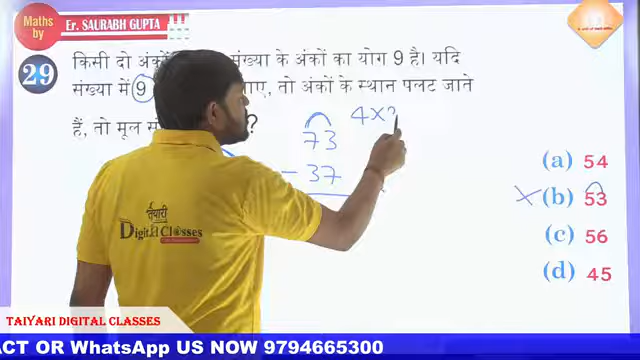 Maths
by
Er. SAURABH GUPTA
29
किसी दो अंकों संख्या के अंकों का योग 9 है। यदि
संख्या में 9 जाए, तो अंकों के स्थान पलट जाते
हैं, तो मूल ?
73
4×
- 37
(a) 54
×(b) 53
(c) 56
(d) 45
तैयारी
Digital Classes
TAIYARI DIGITAL CLASSES
ACT OR WhatsApp US NOW 9794665300